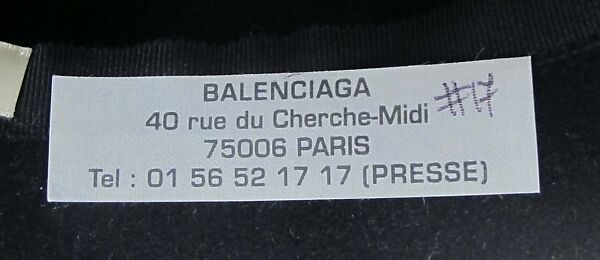 BALENCIAGA
40 rue du Cherche-Midi #17
75006 PARIS
Tel : 01 56 52 17 17 (PRESSE)